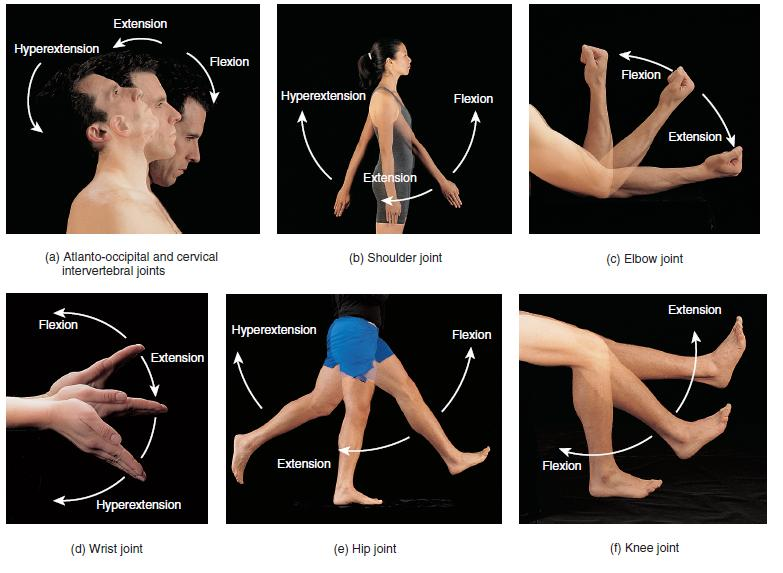 Extension
Hyperextension
Flexion
(a) Atlanto-occipital and cervical
intervertebral joints
Hyperextension
Flexion
Extension
(b) Shoulder joint
Flexion
Extension
(c) Elbow joint
Flexion
Extension
Hyperextension
(d) Wrist joint
Hyperextension
Flexion
Extension
(e) Hip joint
Extension
Flexion
(f) Knee joint